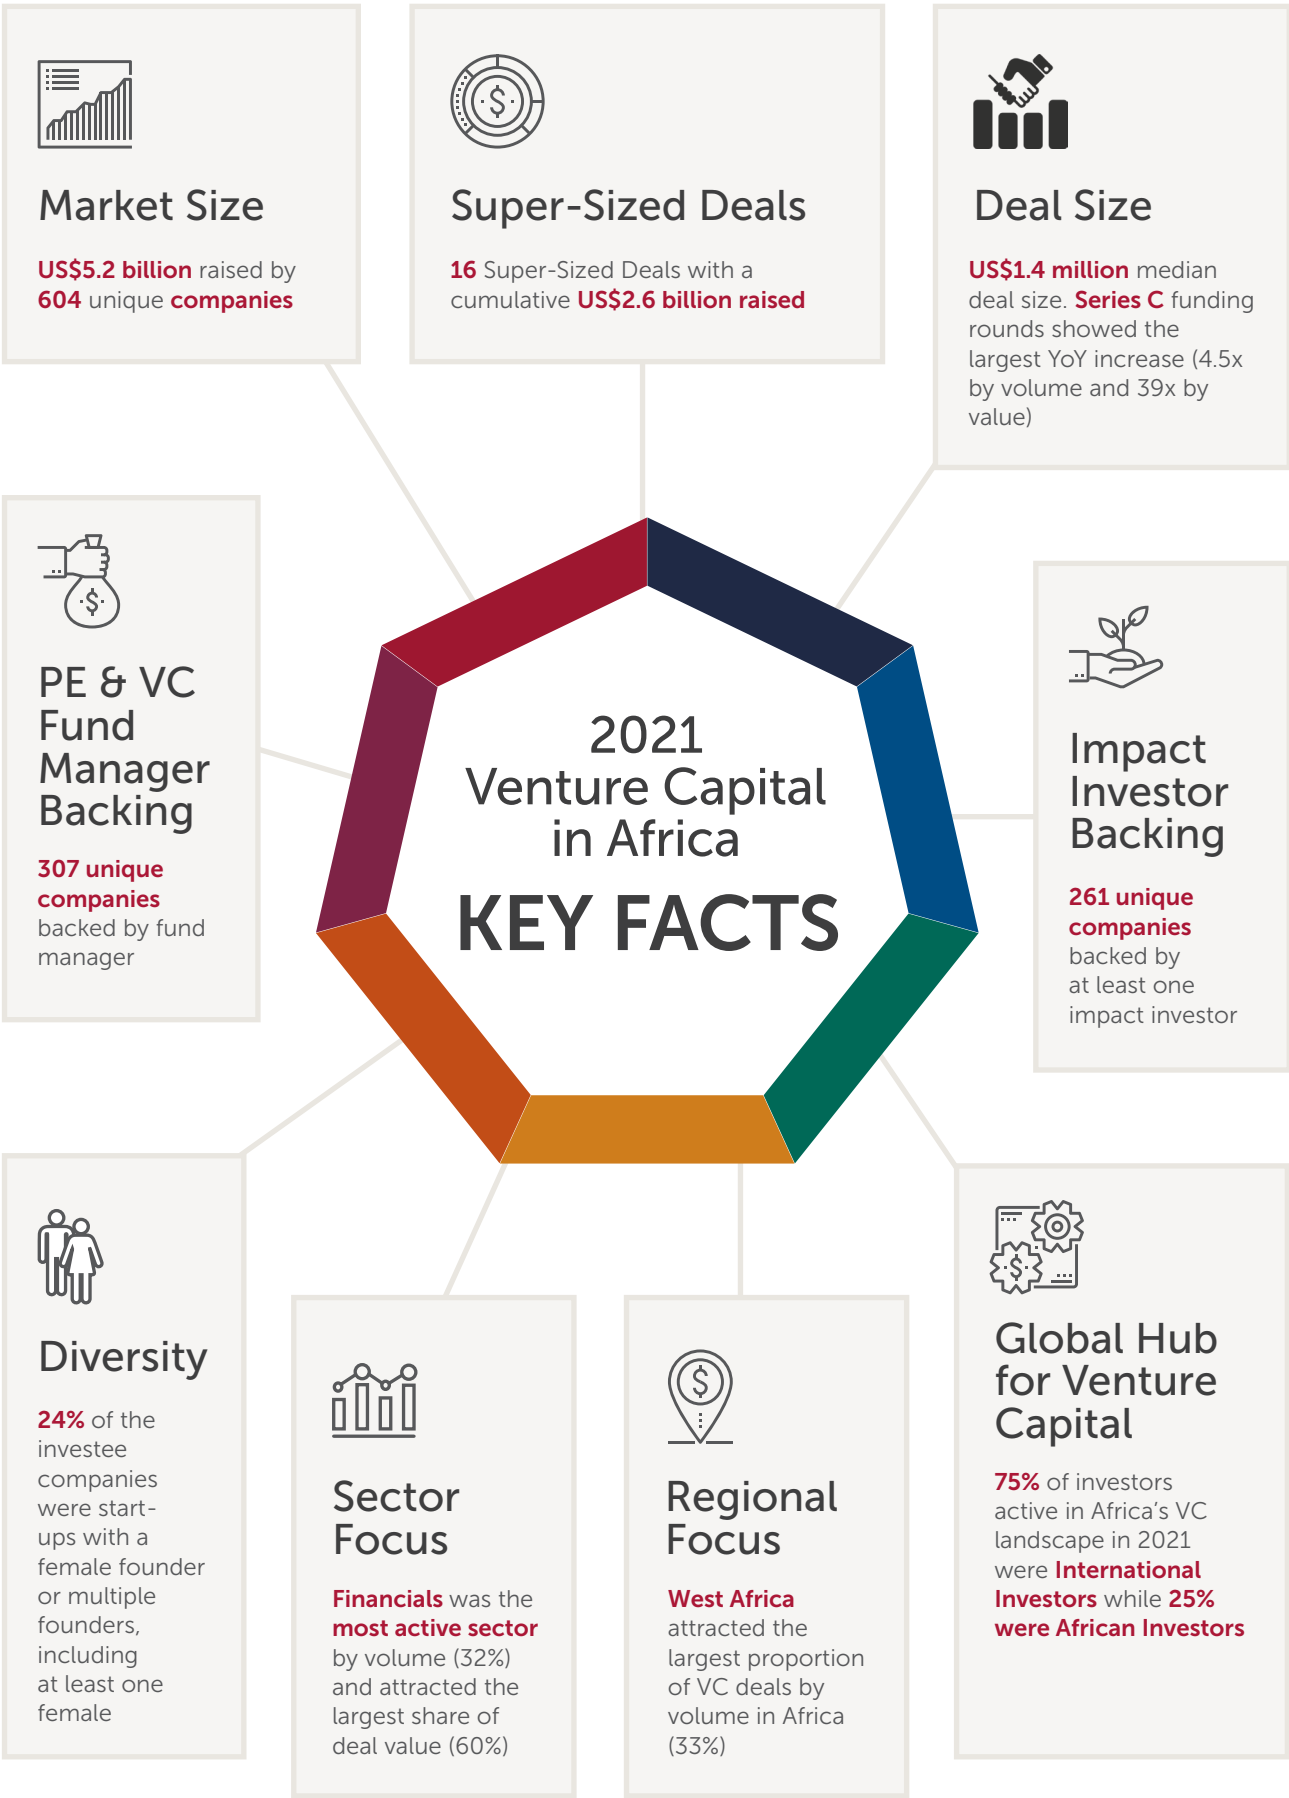 Market Size
US$5.2 billion raised by
604 unique companies
Super-Sized Deals
16 Super-Sized Deals with a
cumulative US$2.6 billion raised
Deal Size
US$1.4 million median
deal size. Series C funding
rounds showed the
largest YoY increase (4.5x
by volume and 39x by
value)
PE & VC
Fund
Manager
Backing
307 unique
companies
backed by fund
manager
2021
Venture Capital
in Africa
KEY FACTS
Impact
Investor
Backing
261 unique
companies
backed by
at least one
impact investor
Diversity
24% of the
investee
companies
were start-
ups with a
female founder
or multiple
founders,
including
at least one
female
Sector
Focus
Financials was the
most active sector
by volume (32%)
and attracted the
largest share of
deal value (60%)
Regional
Focus
West Africa
attracted the
largest proportion
of VC deals by
volume in Africa
(33%)
Global Hub
for Venture
Capital
75% of investors
active in Africa’s VC
landscape in 2021
were International
Investors while 25%
were African Investors